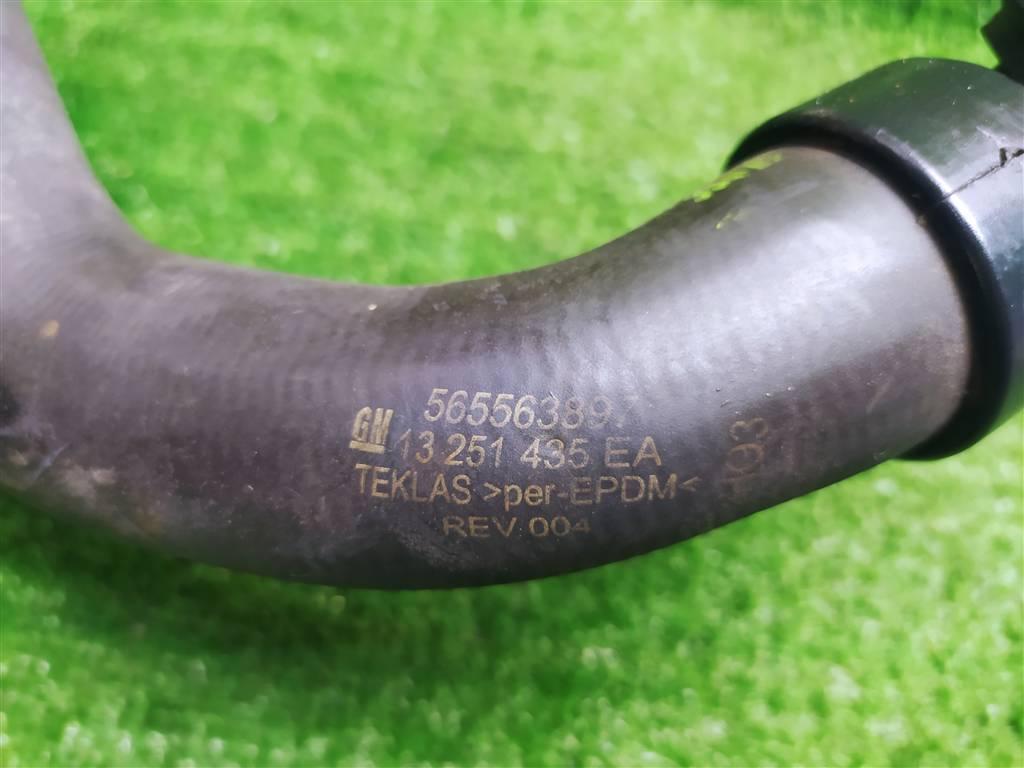 565563897
GM 13 251 435 EA
TEKLAS >per-EPDM<
REV 004